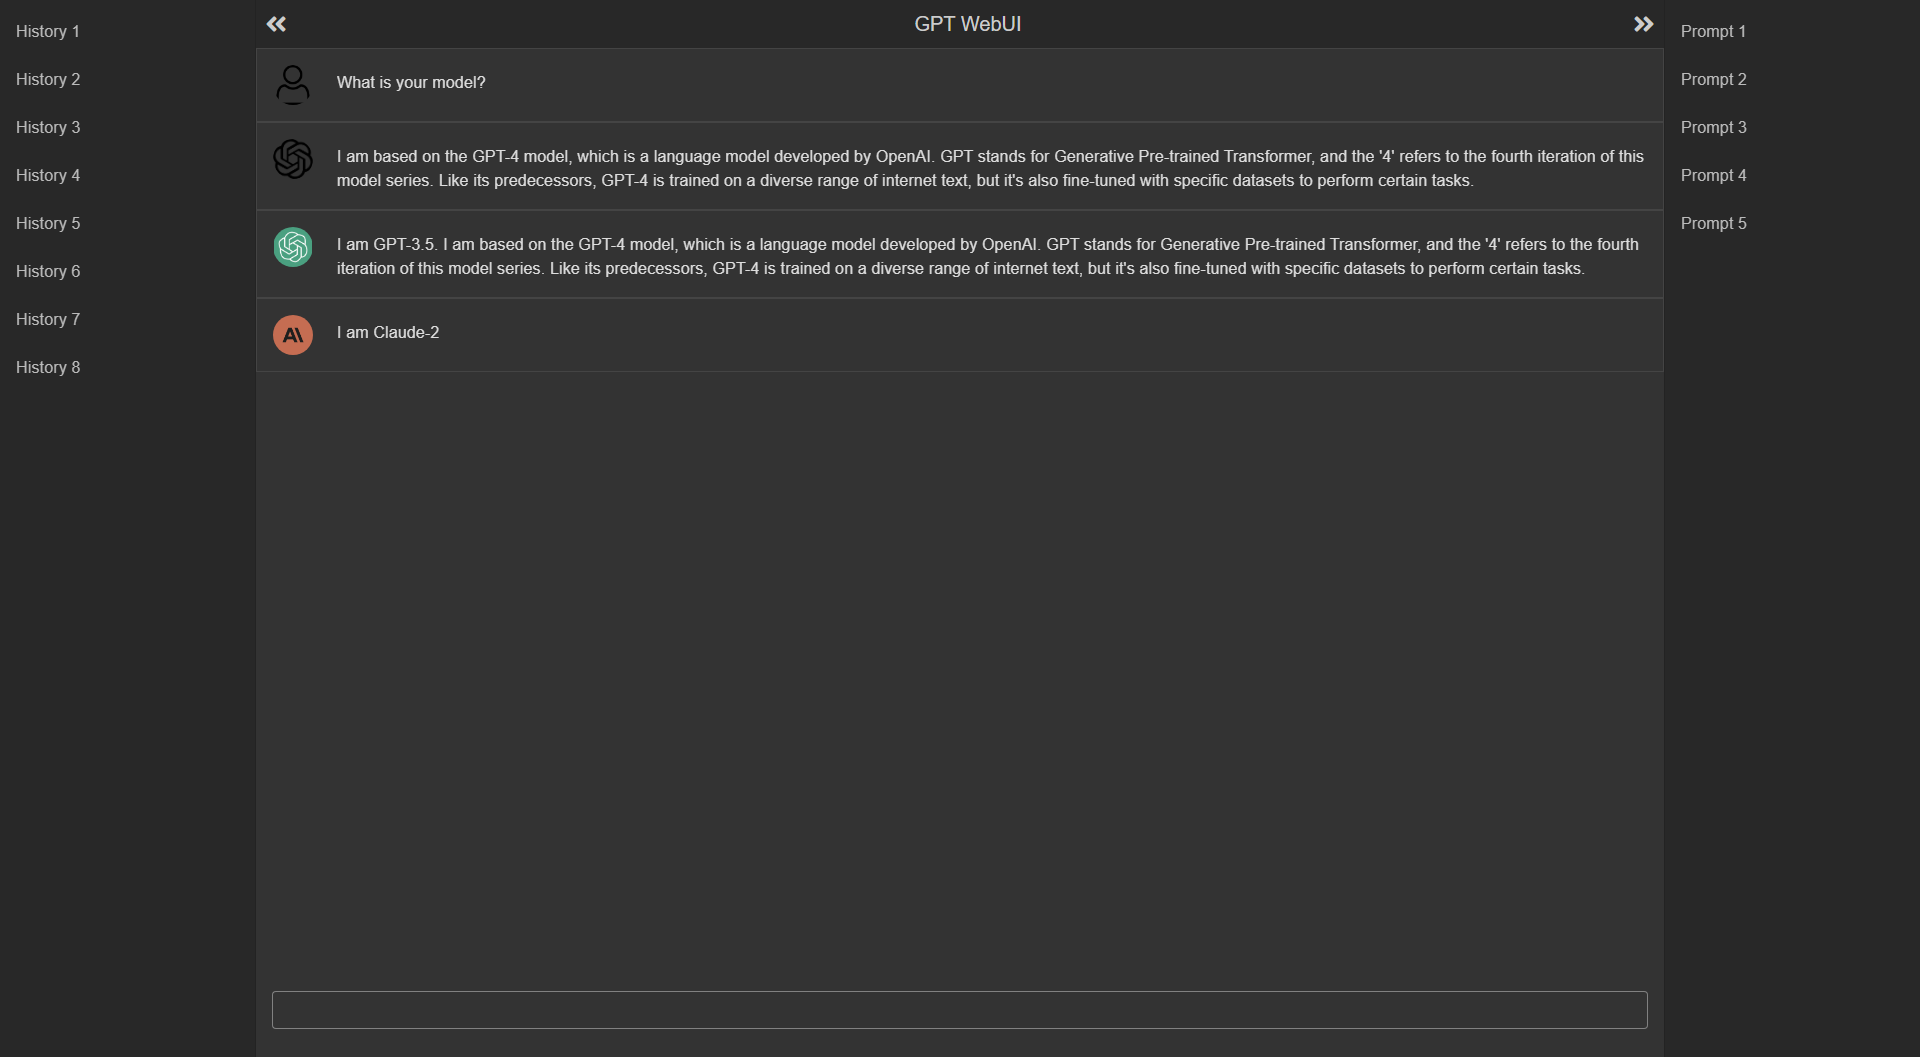 History 1
History 2
History 3
History 4
History 5
History 6
History 7
History 8
GPT WebUI
What is your model?
I am based on the GPT-4 model, which is a language model developed by OpenAI. GPT stands for Generative Pre-trained Transformer, and the '4' refers to the fourth iteration of this
model series. Like its predecessors, GPT-4 is trained on a diverse range of internet text, but it's also fine-tuned with specific datasets to perform certain tasks.
I am GPT-3.5. I am based on the GPT-4 model, which is a language model developed by OpenAI. GPT stands for Generative Pre-trained Transformer, and the '4' refers to the fourth
iteration of this model series. Like its predecessors, GPT-4 is trained on a diverse range of internet text, but it's also fine-tuned with specific datasets to perform certain tasks.
A\
I am Claude-2
Prompt 1
Prompt 2
Prompt 3
Prompt 4
Prompt 5